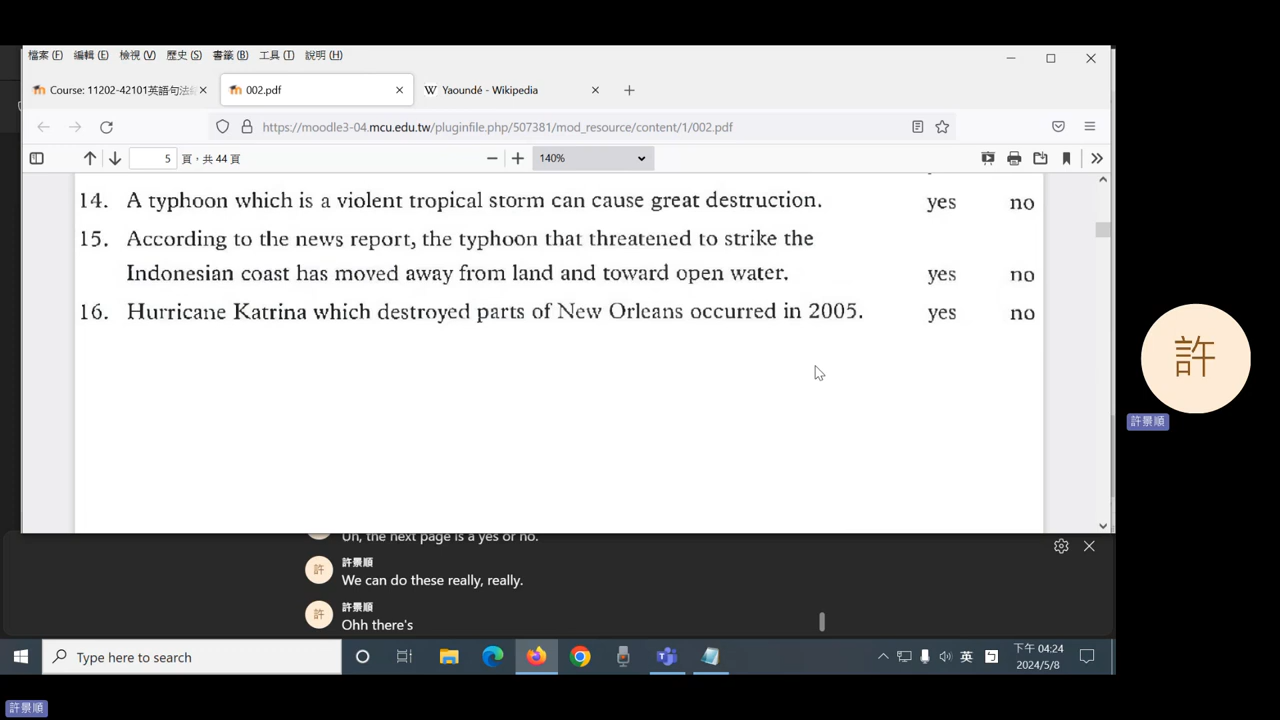 檔案 (F) 編輯 (E) 檢視 (V) 歷史 (S) 書籤 (B) 工具 (T) 說明 (H)
Course: 11202-42101英語句法
002.pdf
W Yaoundé - Wikipedia
https://moodle3-04.mcu.edu.tw/pluginfile.php/507381/mod_resource/content/1/002.pdf
5 頁，共 44 頁
140%
14. A typhoon which is a violent tropical storm can cause great destruction. yes no
15. According to the news report, the typhoon that threatened to strike the
Indonesian coast has moved away from land and toward open water. yes no
16. Hurricane Katrina which destroyed parts of New Orleans occurred in 2005. yes no
許
許景順
Uh, the next page is a yes or no.
許景順
許
We can do these really, really.
許景順
許
Ohh there's
Type here to search
英
下午 04:24
2024/5/8
許景順